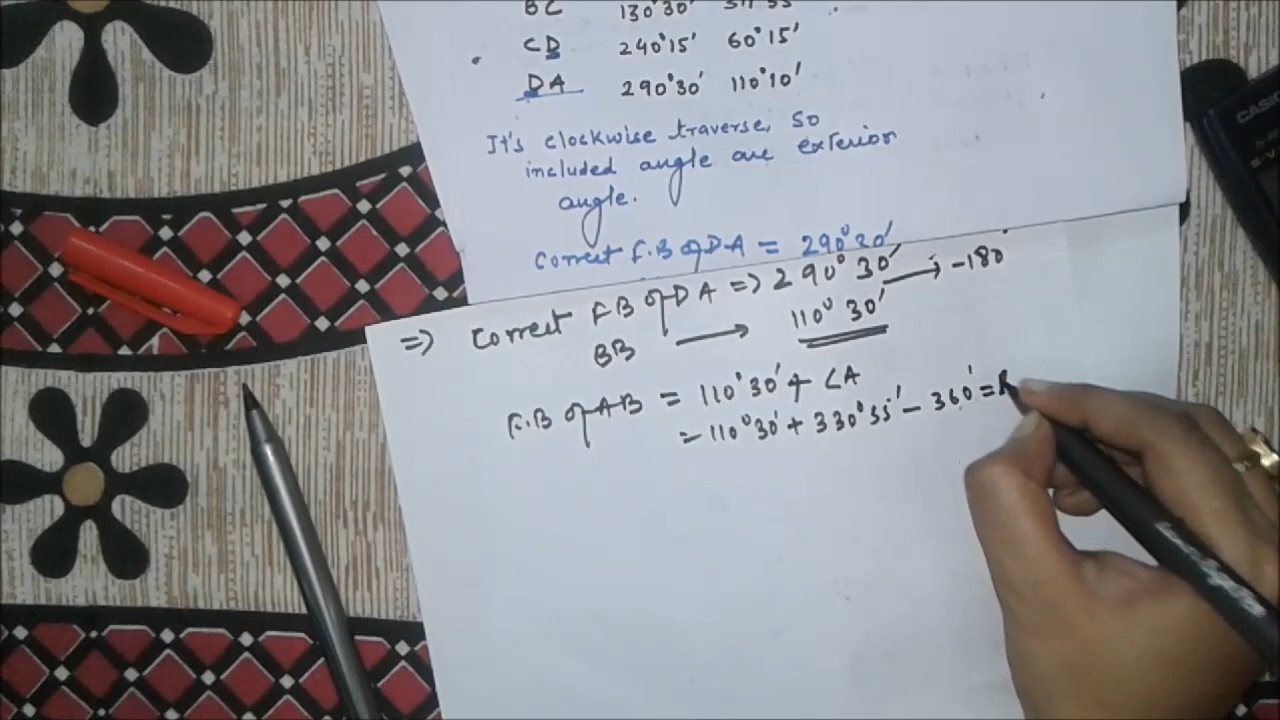 BC 130°30'
CD 240°15' 60°15'
DA 290°30' 110°10'
It's clockwise traverse, so
included angle are exterior
angle.
Correct F.B of DA = 290°30'
=> Correct FB of DA => 290° 30' → -180°
BB → 110° 30'
F.B of AB = 110°30' + ∠A
= 110°30' + 330°55' - 360' =
CASIO